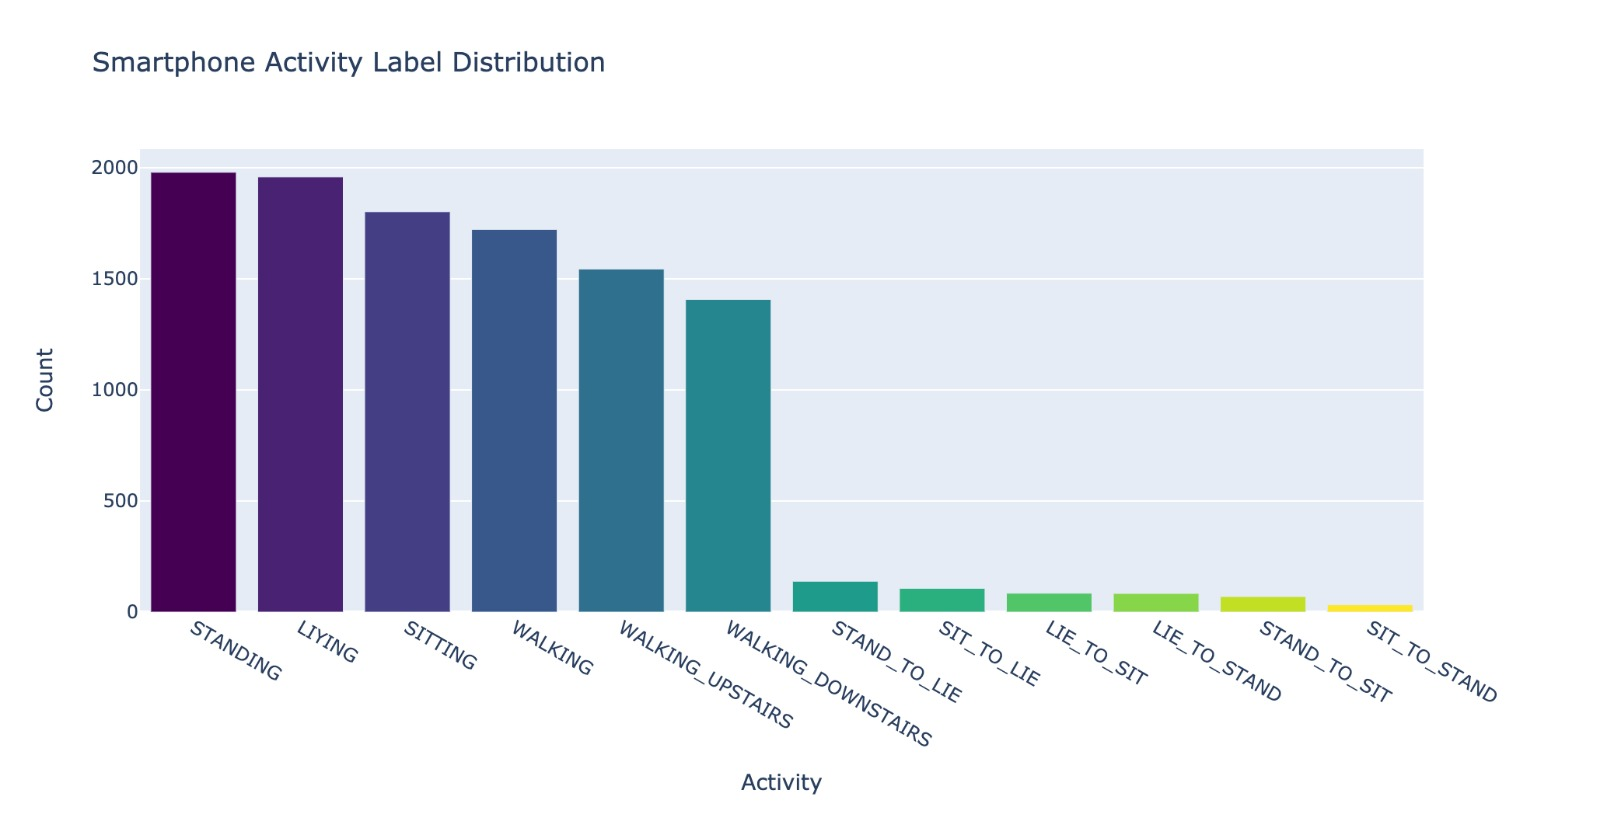 Smartphone Activity Label Distribution
2000
1500
1000
500
0
Count
STANDING
LIYING
SITTING
WALKING
WALKING_UPSTAIRS
WALKING_DOWNSTAIRS
STAND_TO_LIE
SIT_TO_LIE
LIE_TO_SIT
LIE_TO_STAND
STAND_TO_SIT
SIT_TO_STAND
Activity